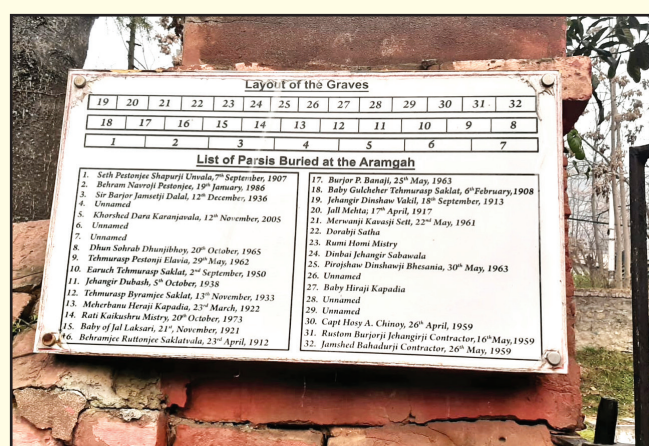 Layout of the Graves
19 20 21 22 23 24 25 26 27 28 29 30 31 32
18 17 16 15 14 13 12 11 10 9 8
1 2 3 4 5 6 7
List of Parsis Buried at the Aramgah
1. Seth Pestonjee Shapurji Unvala, 7th September, 1907
2. Behram Navroji Pestonjee, 19th January, 1986
3. Sir Barjor Jamsetji Dalal, 12th December, 1936
4. Unnamed
5. Khorshed Dara Karanjavala, 12th November, 2005
6. Unnamed
7. Unnamed
8. Dhun Sohrab Dhunjibhoy, 20th October, 1965
9. Tehmurasp Pestonji Elavia, 29th May, 1962
10. Earuch Tehmurasp Saklat, 2nd September, 1950
11. Jehangir Dubash, 5th October, 1938
12. Tehmurasp Byramjee Saklat, 13th November, 1933
13. Meherbanu Heraji Kapadia, 23rd March, 1922
14. Rati Kaikushru Mistry, 20th October, 1973
15. Baby of Jal Laksari, 21st, November, 1921
16. Behramjee Ruttonjee Saklatvala, 23rd April, 1912
17. Burjor P. Banaji, 25th May, 1963
18. Baby Gulcheher Tehmurasp Saklat, 6th February, 1908
19. Jehangir Dinshaw Vakil, 18th September, 1913
20. Jall Mehta; 17th April, 1917
21. Merwanji Kavasji Sett, 22nd May, 1961
22. Dorabji Satha
23. Rumi Homi Mistry
24. Dinbai Jehangir Sabawala
25. Pirojshaw Dinshawji Bhesania, 30th May, 1963
26. Unnamed
27. Baby Hiraji Kapadia
28. Unnamed
29. Unnamed
30. Capt Hosy A. Chinoy, 26th April, 1959
31. Rustom Burjorji Jehangirji Contractor, 16th May, 1959
32. Jamshed Bahadurji Contractor, 26th May, 1959